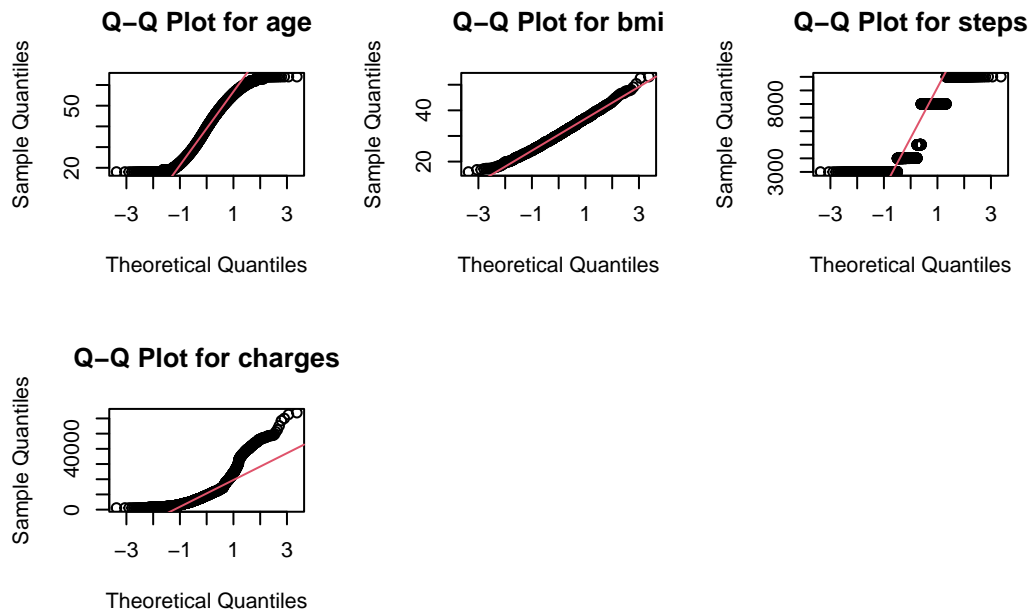 Q−Q Plot for age
Sample Quantiles
50
20
−3 −1 1 3
Theoretical Quantiles
Q−Q Plot for bmi
Sample Quantiles
40
20
−3 −1 1 3
Theoretical Quantiles
Q−Q Plot for steps
Sample Quantiles
8000
3000
−3 −1 1 3
Theoretical Quantiles
Q−Q Plot for charges
Sample Quantiles
40000
0
−3 −1 1 3
Theoretical Quantiles